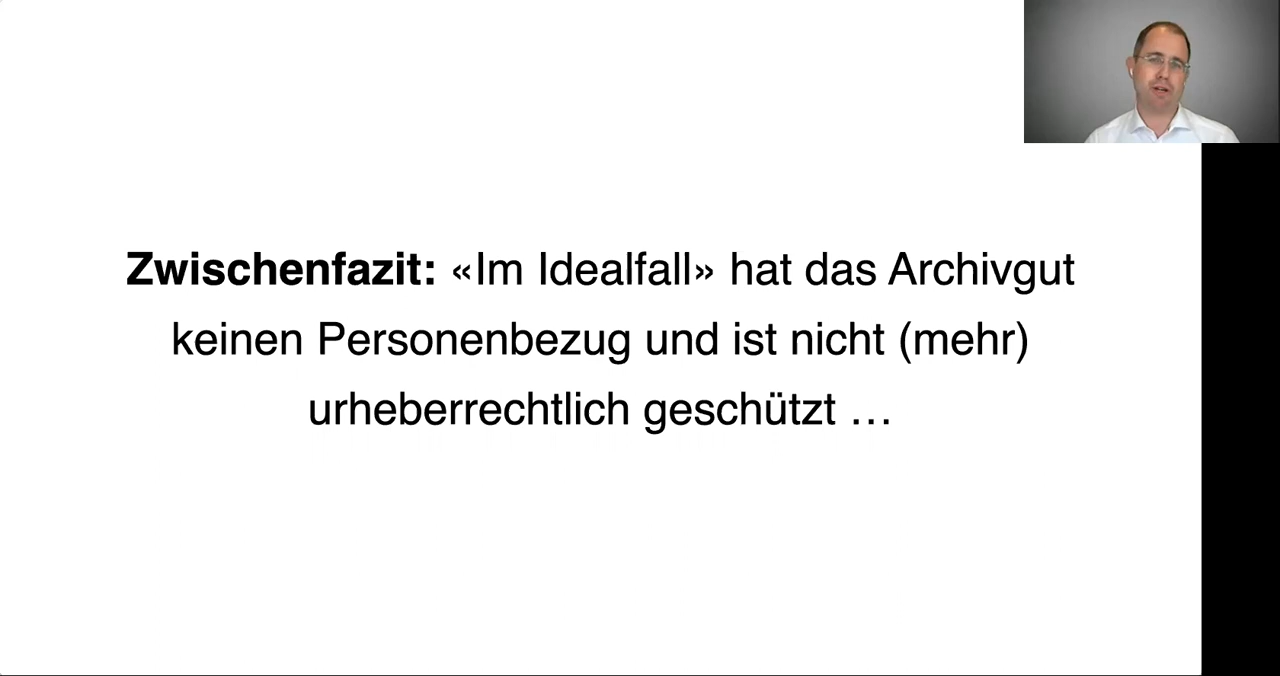 Zwischenfazit: «Im Idealfall» hat das Archivgut
keinen Personenbezug und ist nicht (mehr)
urheberrechtlich geschützt …